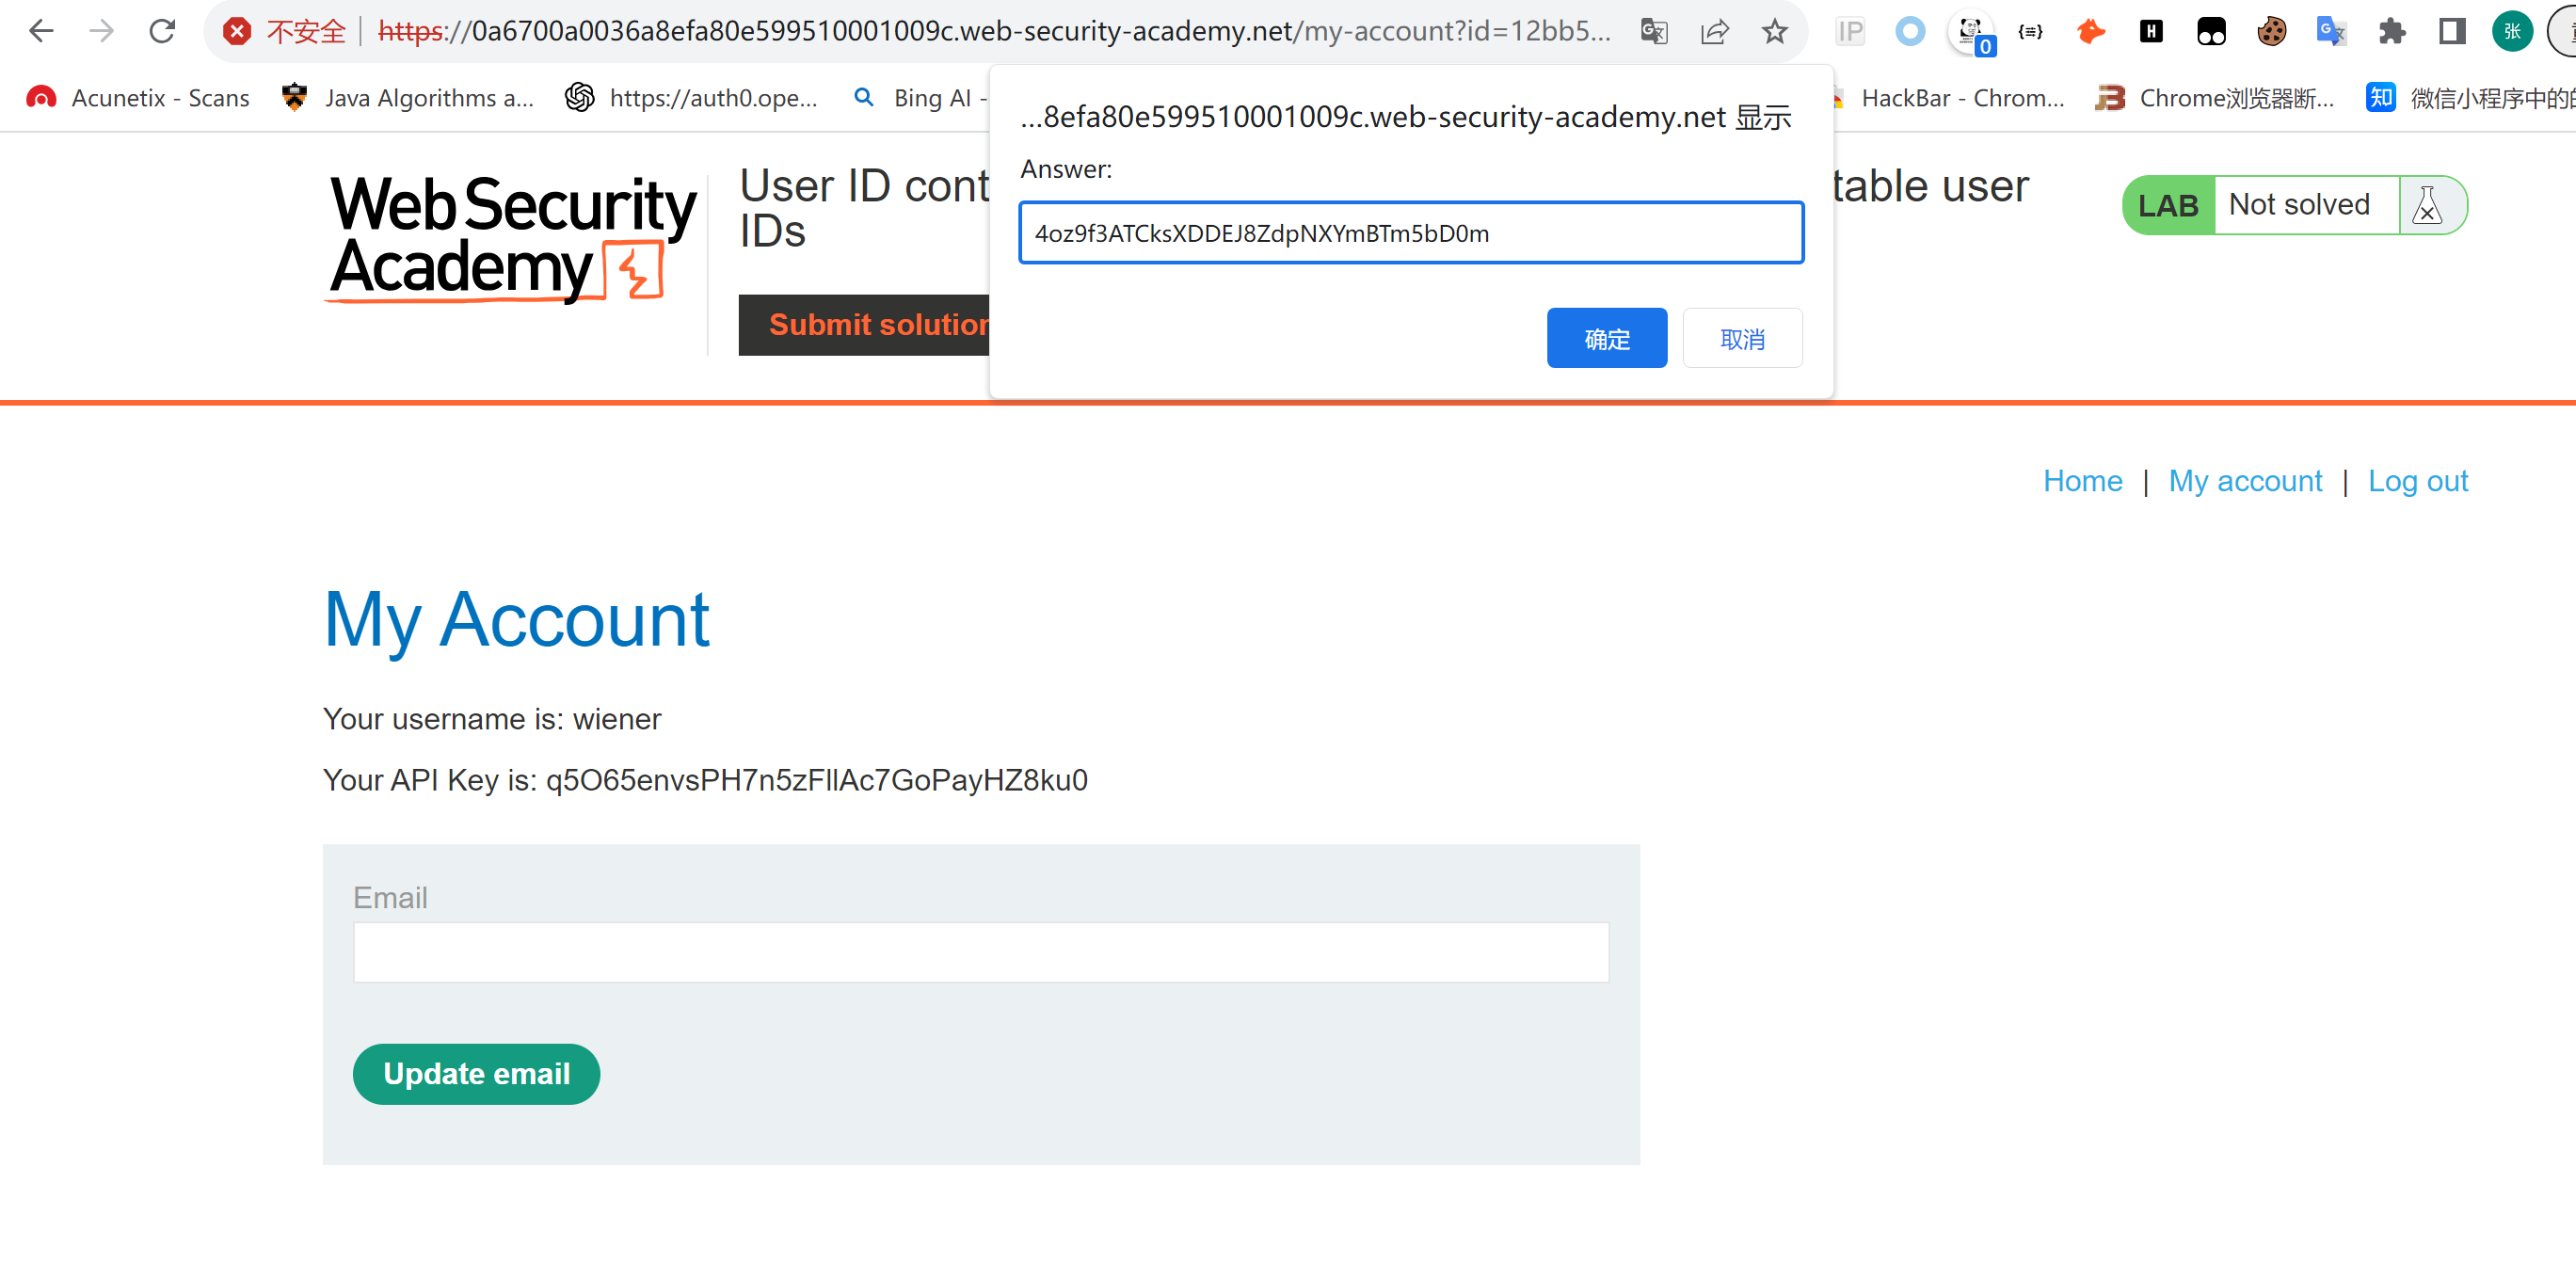 不安全 https://0a6700a0036a8efa80e599510001009c.web-security-academy.net/my-account?id=12bb5...
IP
0
H
张
Acunetix - Scans
Java Algorithms a...
https://auth0.ope...
Bing AI -
HackBar - Chrom...
Chrome浏览器断...
知 微信小程序中的
...8efa80e599510001009c.web-security-academy.net 显示
Answer:
4oz9f3ATCksXDDEJ8ZdpNXYmBTm5bD0m
确定
取消
Web Security
Academy
User ID cont
table user
IDs
Submit solution
LAB Not solved
Home | My account | Log out
My Account
Your username is: wiener
Your API Key is: q5O65envsPH7n5zFllAc7GoPayHZ8ku0
Email
Update email